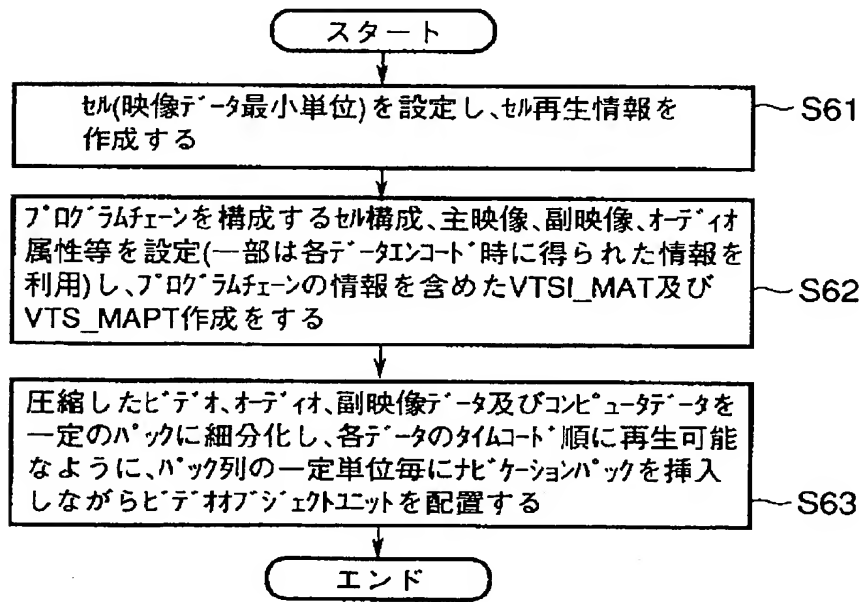 スタート
セル(映像データ最小単位)を設定し、セル再生情報を
作成する
S61
プログラムチェーンを構成するセル構成、主映像、副映像、オーディオ
属性等を設定(一部は各データエンコード時に得られた情報を
利用)し、プログラムチェーンの情報を含めたVTSI_MAT及び
VTS_MAPT作成をする
S62
圧縮したビデオ、オーディオ、副映像データ及びコンピュータデータを
一定のパックに細分化し、各データのタイムコード順に再生可能
なように、パック列の一定単位毎にナビケーションパックを挿入
しながらビデオオブジェクトユニットを配置する
S63
エンド